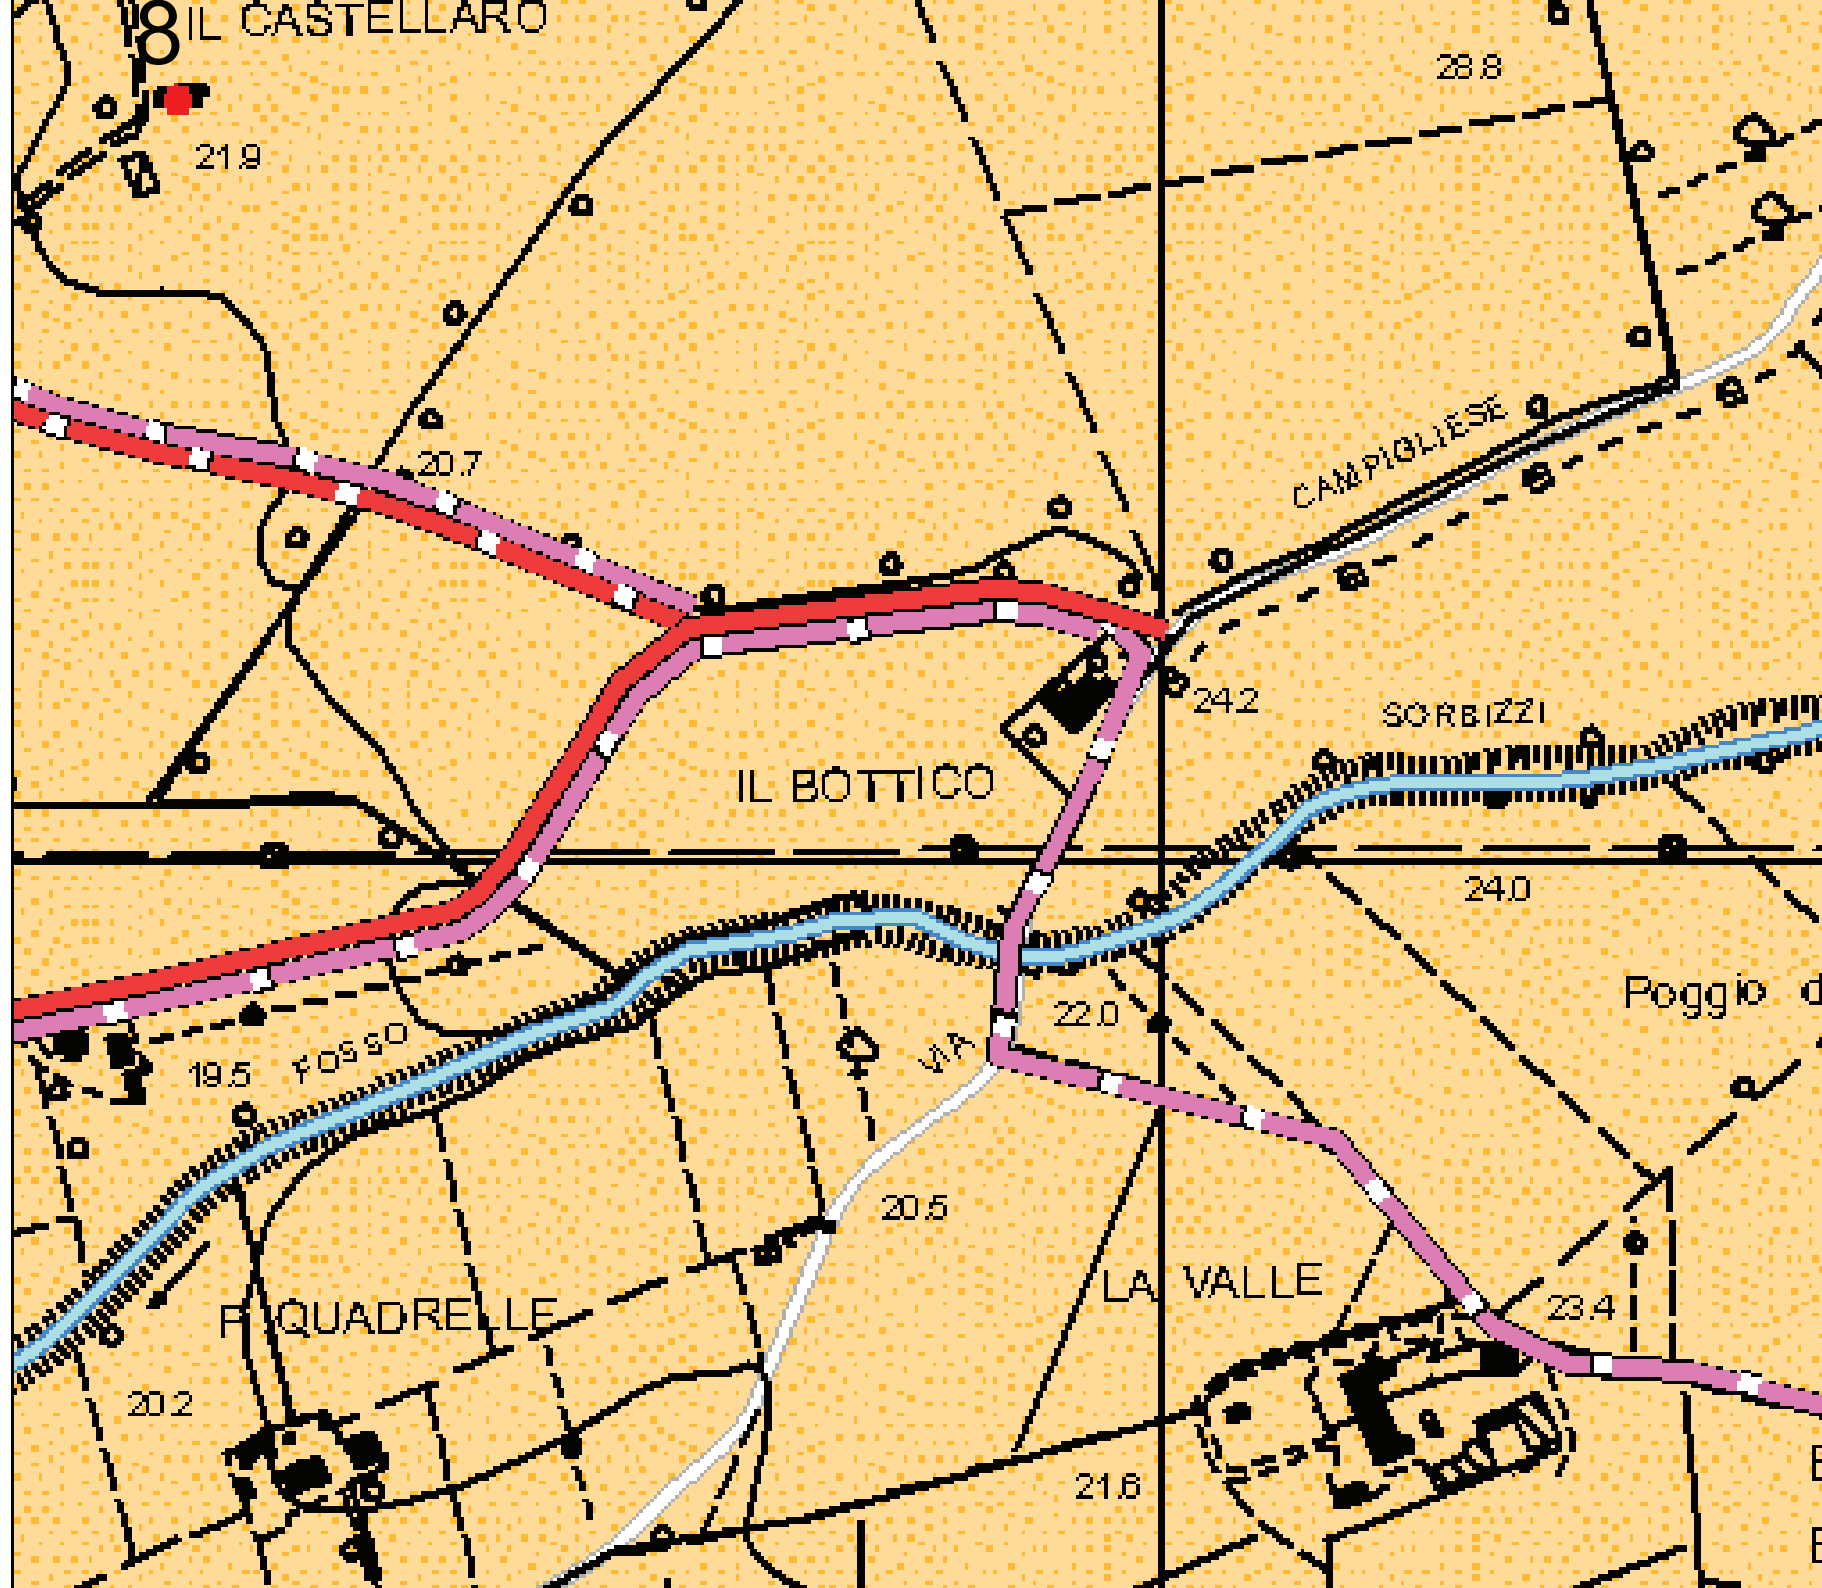 IL CASTELLARO
28.8
21.9
CAMPIGLIESE
20.7
24.2
SORBIZZI
IL BOTTICO
24.0
Poggio d
22.0
VIA
FOSSO
19.5
20.5
LA VALLE
23.4
QUADRELLE
20.2
21.6
E
E